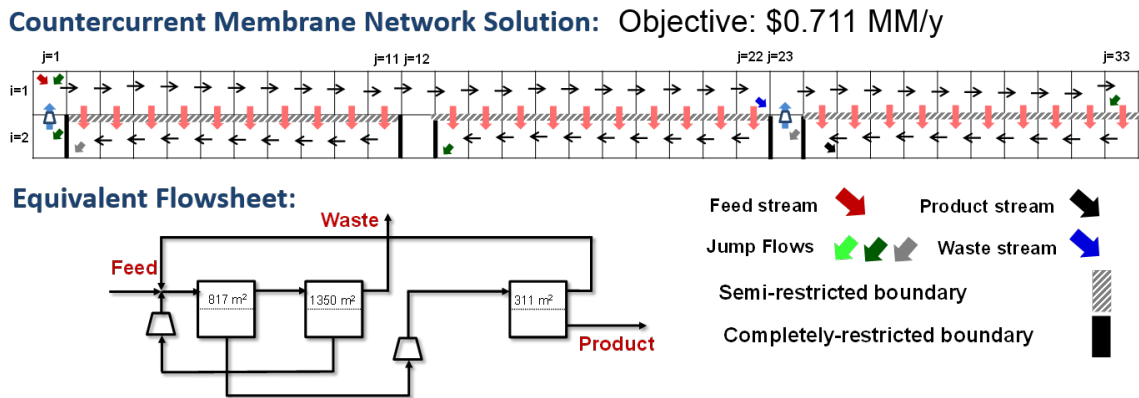 Countercurrent Membrane Network Solution: Objective: $0.711 MM/y
j=1 j=11 j=12 j=22 j=23 j=33
i=1
i=2
Equivalent Flowsheet:
Waste
Feed
817 m² 1350 m² 311 m²
Product
Feed stream Product stream
Jump Flows Waste stream
Semi-restricted boundary
Completely-restricted boundary